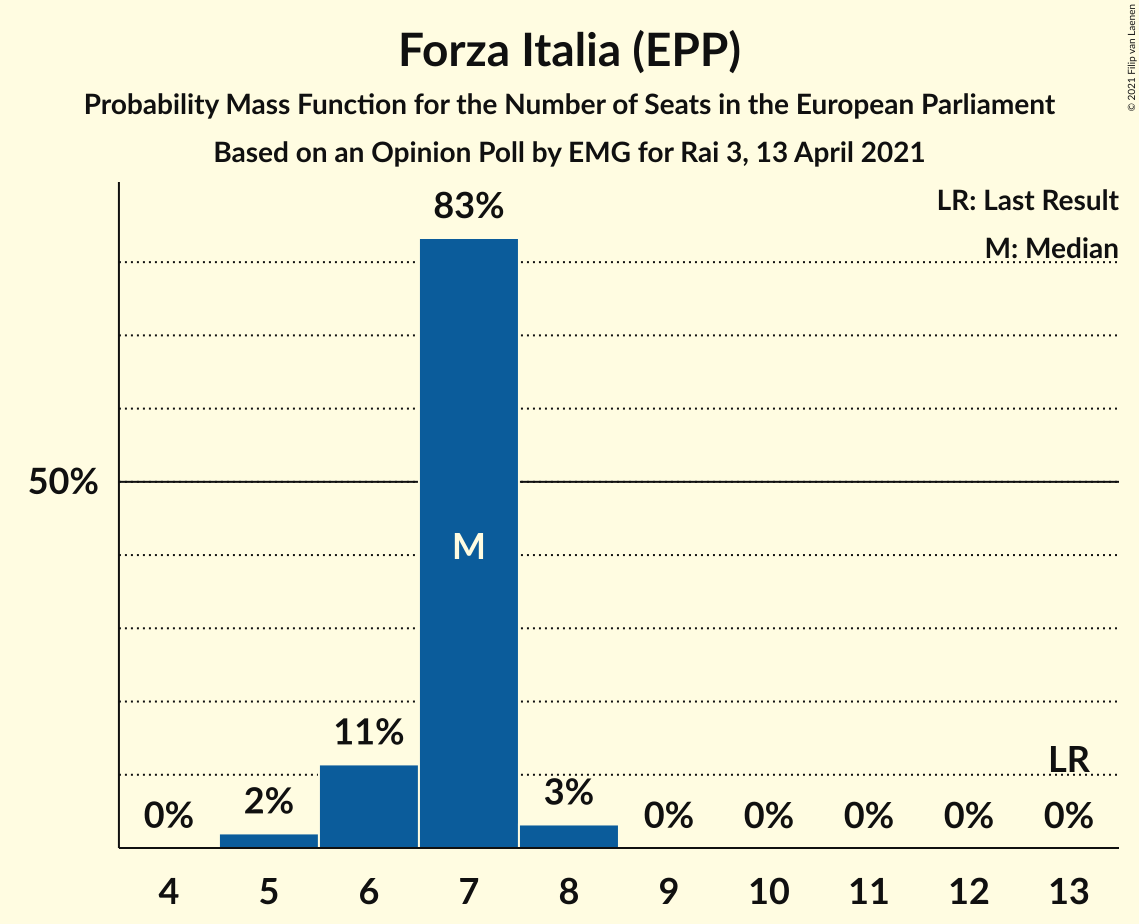 Forza Italia (EPP)
Probability Mass Function for the Number of Seats in the European Parliament
Based on an Opinion Poll by EMG for Rai 3, 13 April 2021
© 2021 Filip van Laenen
LR: Last Result
M: Median
83%
50%
M
11%
LR
0% 2% 3% 0% 0% 0% 0% 0%
4 5 6 7 8 9 10 11 12 13